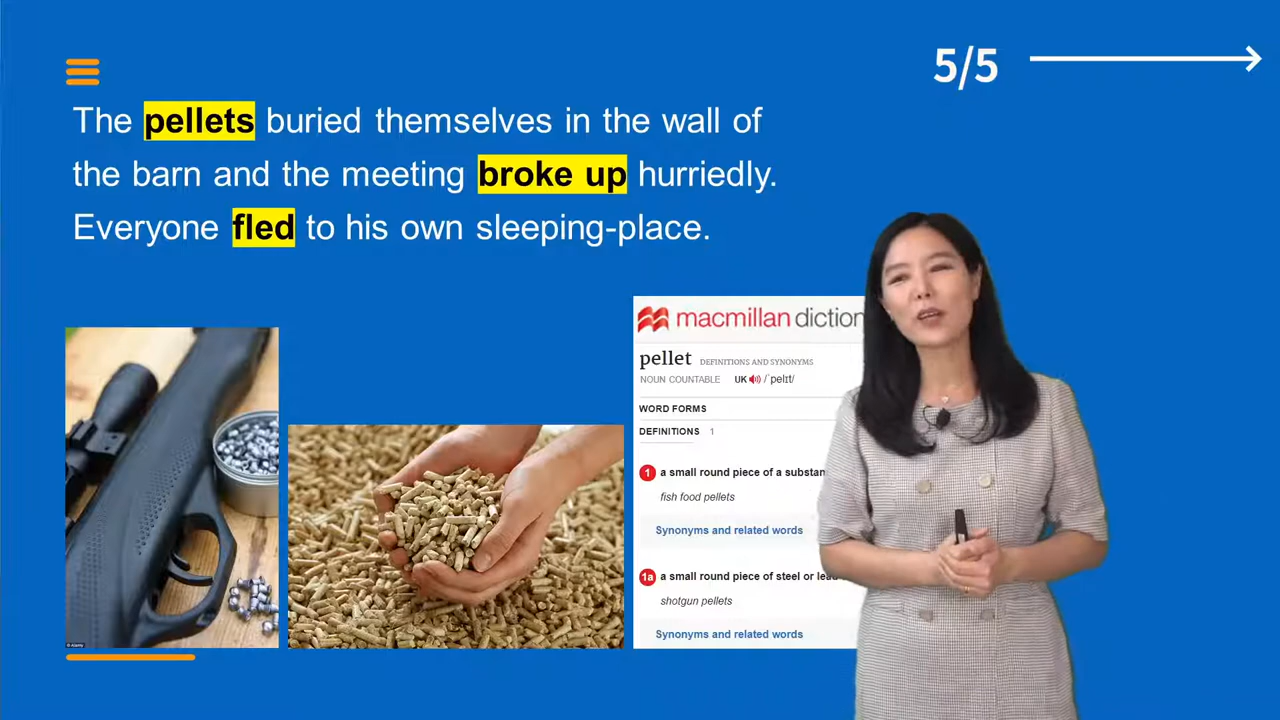 5/5
The pellets buried themselves in the wall of
the barn and the meeting broke up hurriedly.
Everyone fled to his own sleeping-place.
macmillan diction
pellet DEFINITIONS AND SYNONYMS
NOUN COUNTABLE UK /ˈpelɪt/
WORD FORMS
DEFINITIONS 1
1 a small round piece of a substan
fish food pellets
Synonyms and related words
1a a small round piece of steel or lea
shotgun pellets
Synonyms and related words